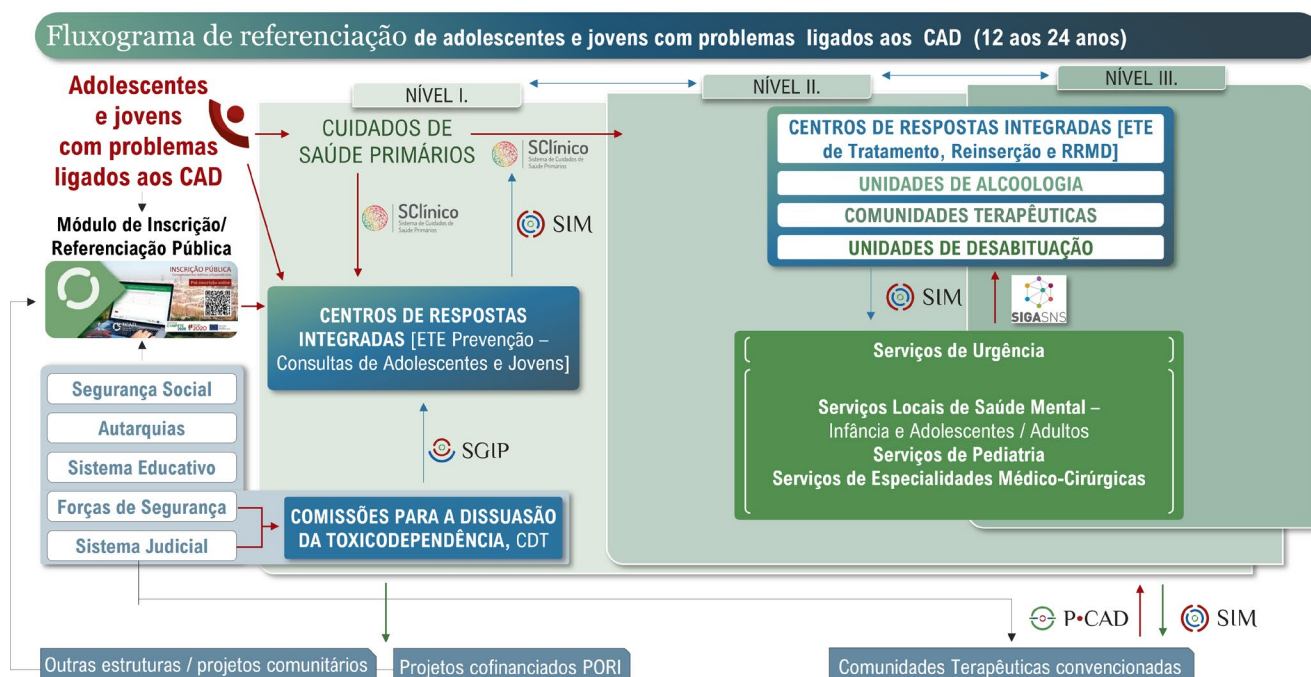 Fluxograma de referenciação de adolescentes e jovens com problemas ligados aos CAD (12 aos 24 anos)
Adolescentes
e jovens
com problemas
ligados aos CAD
Módulo de Inscrição/
Referenciação Pública
INSCRIÇÃO PÚBLICA
2020
Segurança Social
Autarquias
Sistema Educativo
Forças de Segurança
Sistema Judicial
NÍVEL I.
CUIDADOS DE
SAÚDE PRIMÁRIOS
SClínico
Sistema de Cuidados de
Saúde Primários
SClínico
Sistema de Cuidados de
Saúde Primários
SIM
CENTROS DE RESPOSTAS
INTEGRADAS [ETE Prevenção –
Consultas de Adolescentes e Jovens]
SGIP
COMISSÕES PARA A DISSUASÃO
DA TOXICODEPENDÊNCIA, CDT
NÍVEL II.
NÍVEL III.
CENTROS DE RESPOSTAS INTEGRADAS [ETE
de Tratamento, Reinserção e RRMD]
UNIDADES DE ALCOOLOGIA
COMUNIDADES TERAPÊUTICAS
UNIDADES DE DESABITUAÇÃO
SIM
SIGASNS
Serviços de Urgência
Serviços Locais de Saúde Mental –
Infância e Adolescentes / Adultos
Serviços de Pediatria
Serviços de Especialidades Médico-Cirúrgicas
P•CAD
SIM
Outras estruturas / projetos comunitários
Projetos cofinanciados PORI
Comunidades Terapêuticas convencionadas